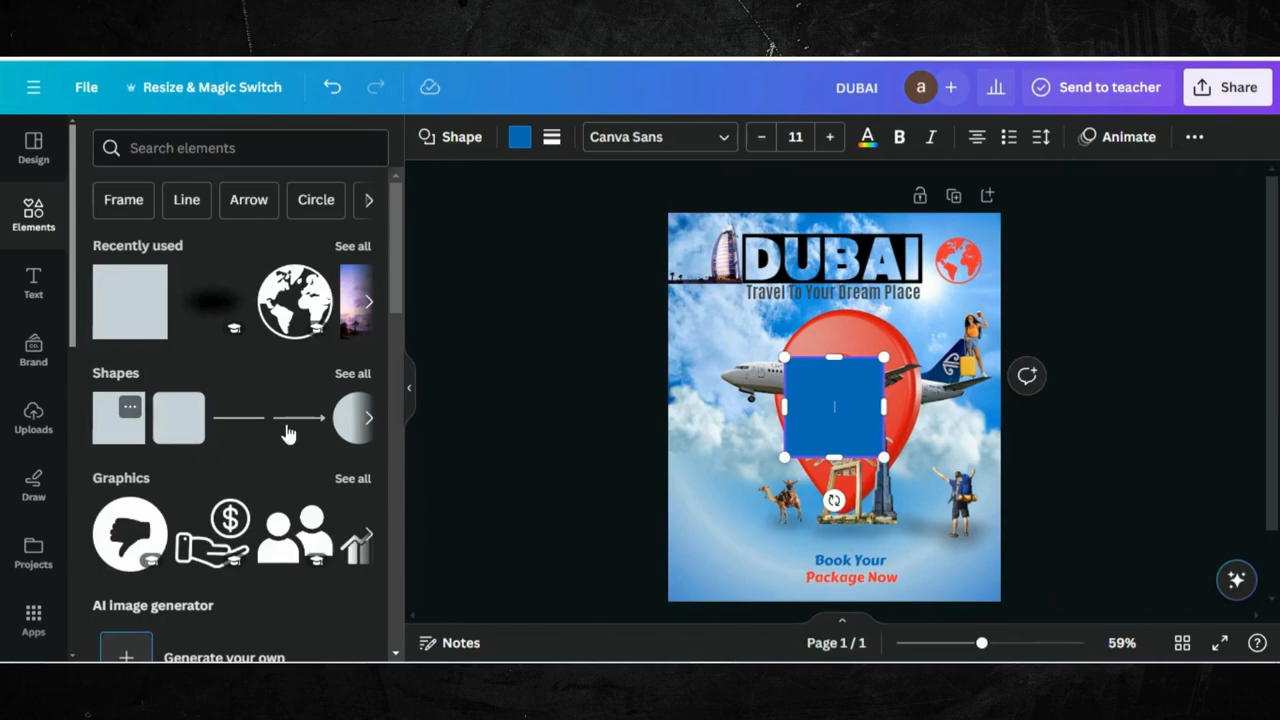 File
Resize & Magic Switch
DUBAI
a
Send to teacher
Share
Design
Elements
Text
Brand
Uploads
Draw
Projects
Apps
Search elements
Frame
Line
Arrow
Circle
Recently used
See all
Shapes
See all
Graphics
See all
AI image generator
Generate your own
Shape
Canva Sans
11
A
B
I
Animate
DUBAI
Travel To Your Dream Place
Book Your
Package Now
Notes
Page 1 / 1
59%